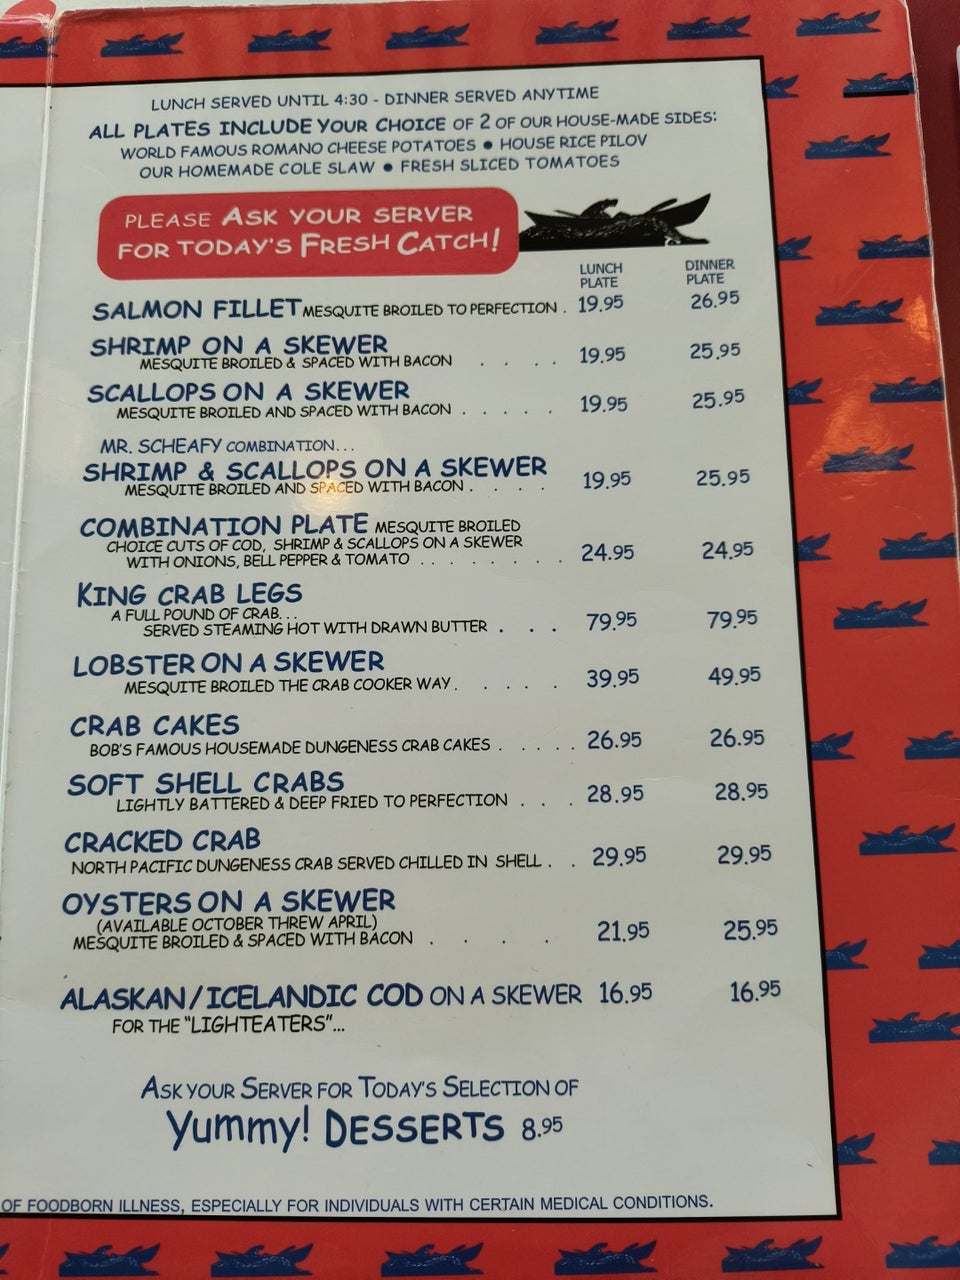 LUNCH SERVED UNTIL 4:30 - DINNER SERVED ANYTIME
ALL PLATES INCLUDE YOUR CHOICE OF 2 OF OUR HOUSE-MADE SIDES:
WORLD FAMOUS ROMANO CHEESE POTATOES • HOUSE RICE PILOV
OUR HOMEMADE COLE SLAW • FRESH SLICED TOMATOES
PLEASE ASK YOUR SERVER
FOR TODAY'S FRESH CATCH!
LUNCH PLATE DINNER PLATE
SALMON FILLET MESQUITE BROILED TO PERFECTION . 19.95 26.95
SHRIMP ON A SKEWER
MESQUITE BROILED & SPACED WITH BACON . . . . 19.95 25.95
SCALLOPS ON A SKEWER
MESQUITE BROILED AND SPACED WITH BACON . . . . . 19.95 25.95
MR. SCHEAFY COMBINATION...
SHRIMP & SCALLOPS ON A SKEWER
MESQUITE BROILED AND SPACED WITH BACON . . . . 19.95 25.95
COMBINATION PLATE MESQUITE BROILED
CHOICE CUTS OF COD, SHRIMP & SCALLOPS ON A SKEWER
WITH ONIONS, BELL PEPPER & TOMATO . . . . . . . . 24.95 24.95
KING CRAB LEGS
A FULL POUND OF CRAB...
SERVED STEAMING HOT WITH DRAWN BUTTER . . . 79.95 79.95
LOBSTER ON A SKEWER
MESQUITE BROILED THE CRAB COOKER WAY . . . . . 39.95 49.95
CRAB CAKES
BOB'S FAMOUS HOUSEMADE DUNGENESS CRAB CAKES . . . . . 26.95 26.95
SOFT SHELL CRABS
LIGHTLY BATTERED & DEEP FRIED TO PERFECTION . . . 28.95 28.95
CRACKED CRAB
NORTH PACIFIC DUNGENESS CRAB SERVED CHILLED IN SHELL . . 29.95 29.95
OYSTERS ON A SKEWER
(AVAILABLE OCTOBER THREW APRIL)
MESQUITE BROILED & SPACED WITH BACON . . . . 21.95 25.95
ALASKAN/ICELANDIC COD ON A SKEWER 16.95 16.95
FOR THE "LIGHTEATERS"...
ASK YOUR SERVER FOR TODAY'S SELECTION OF
Yummy! DESSERTS 8.95
OF FOODBORN ILLNESS, ESPECIALLY FOR INDIVIDUALS WITH CERTAIN MEDICAL CONDITIONS.